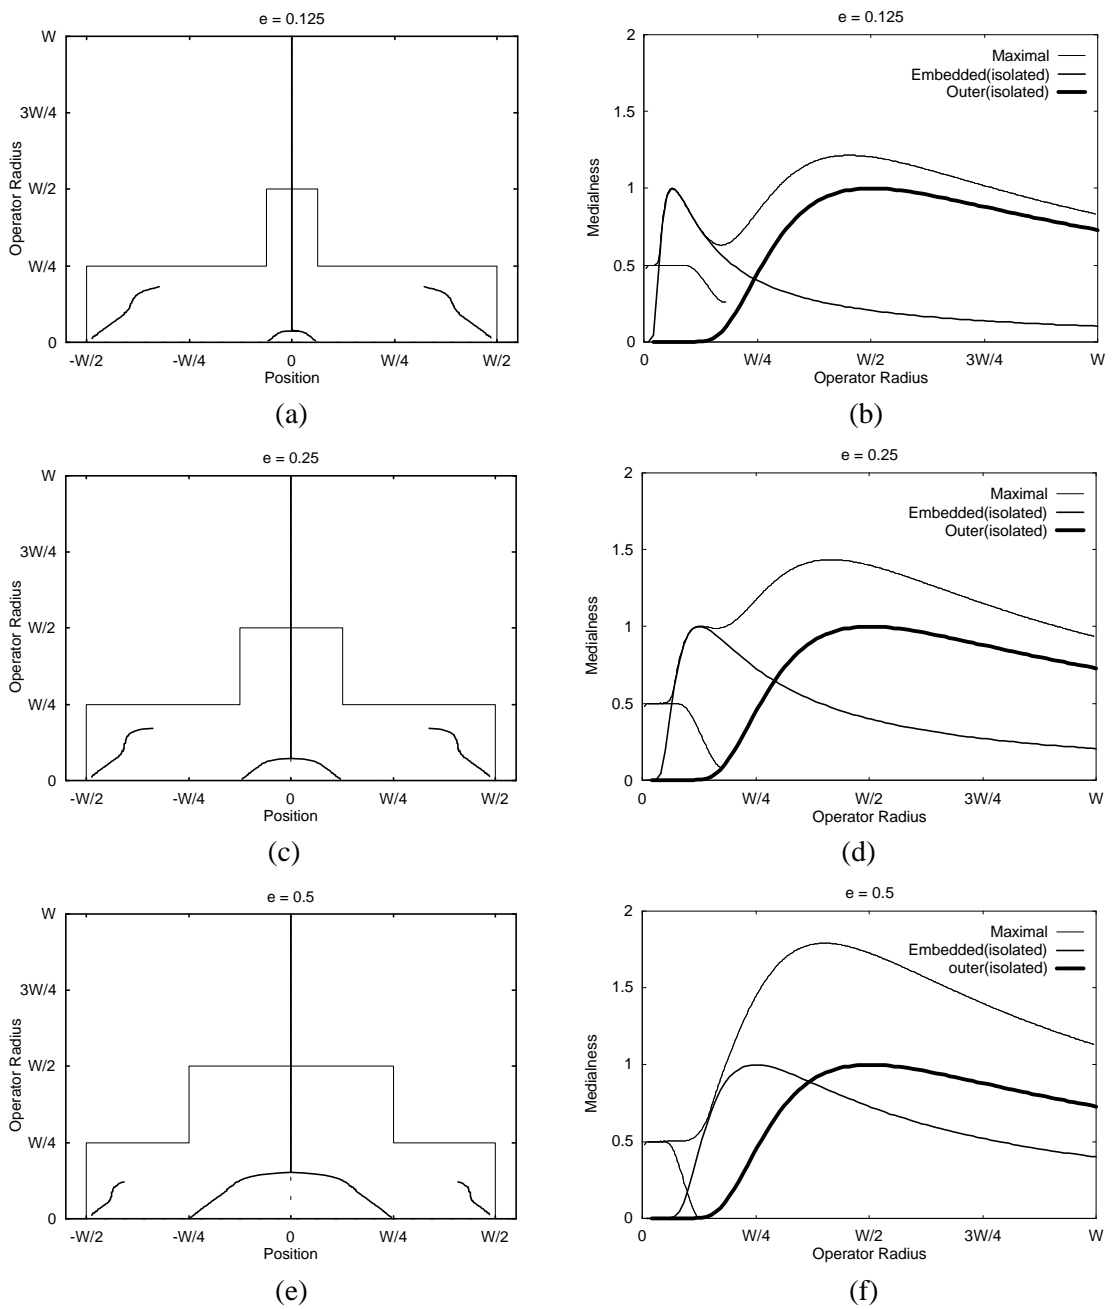 e = 0.125
W
3W/4
W/2
W/4
0
Operator Radius
-W/2 -W/4 0 W/4 W/2
Position
(a)
e = 0.125
2
1.5
1
0.5
0
Medialness
Maximal
Embedded(isolated)
Outer(isolated)
0 W/4 W/2 3W/4 W
Operator Radius
(b)
e = 0.25
W
3W/4
W/2
W/4
0
Operator Radius
-W/2 -W/4 0 W/4 W/2
Position
(c)
e = 0.25
2
1.5
1
0.5
0
Medialness
Maximal
Embedded(isolated)
Outer(isolated)
0 W/4 W/2 3W/4 W
Operator Radius
(d)
e = 0.5
W
3W/4
W/2
W/4
0
Operator Radius
-W/2 -W/4 0 W/4 W/2
Position
(e)
e = 0.5
2
1.5
1
0.5
0
Medialness
Maximal
Embedded(isolated)
outer(isolated)
0 W/4 W/2 3W/4 W
Operator Radius
(f)